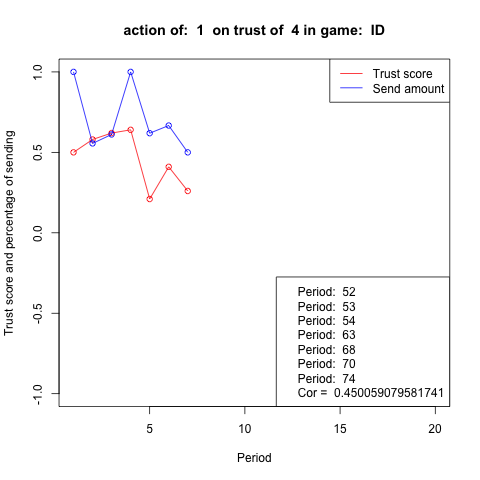 action of:  1  on trust of  4 in game:  ID
Trust score
Send amount
Trust score and percentage of sending
1.0
0.5
0.0
-0.5
-1.0
Period:  52
Period:  53
Period:  54
Period:  63
Period:  68
Period:  70
Period:  74
Cor =  0.450059079581741
5 10 15 20
Period